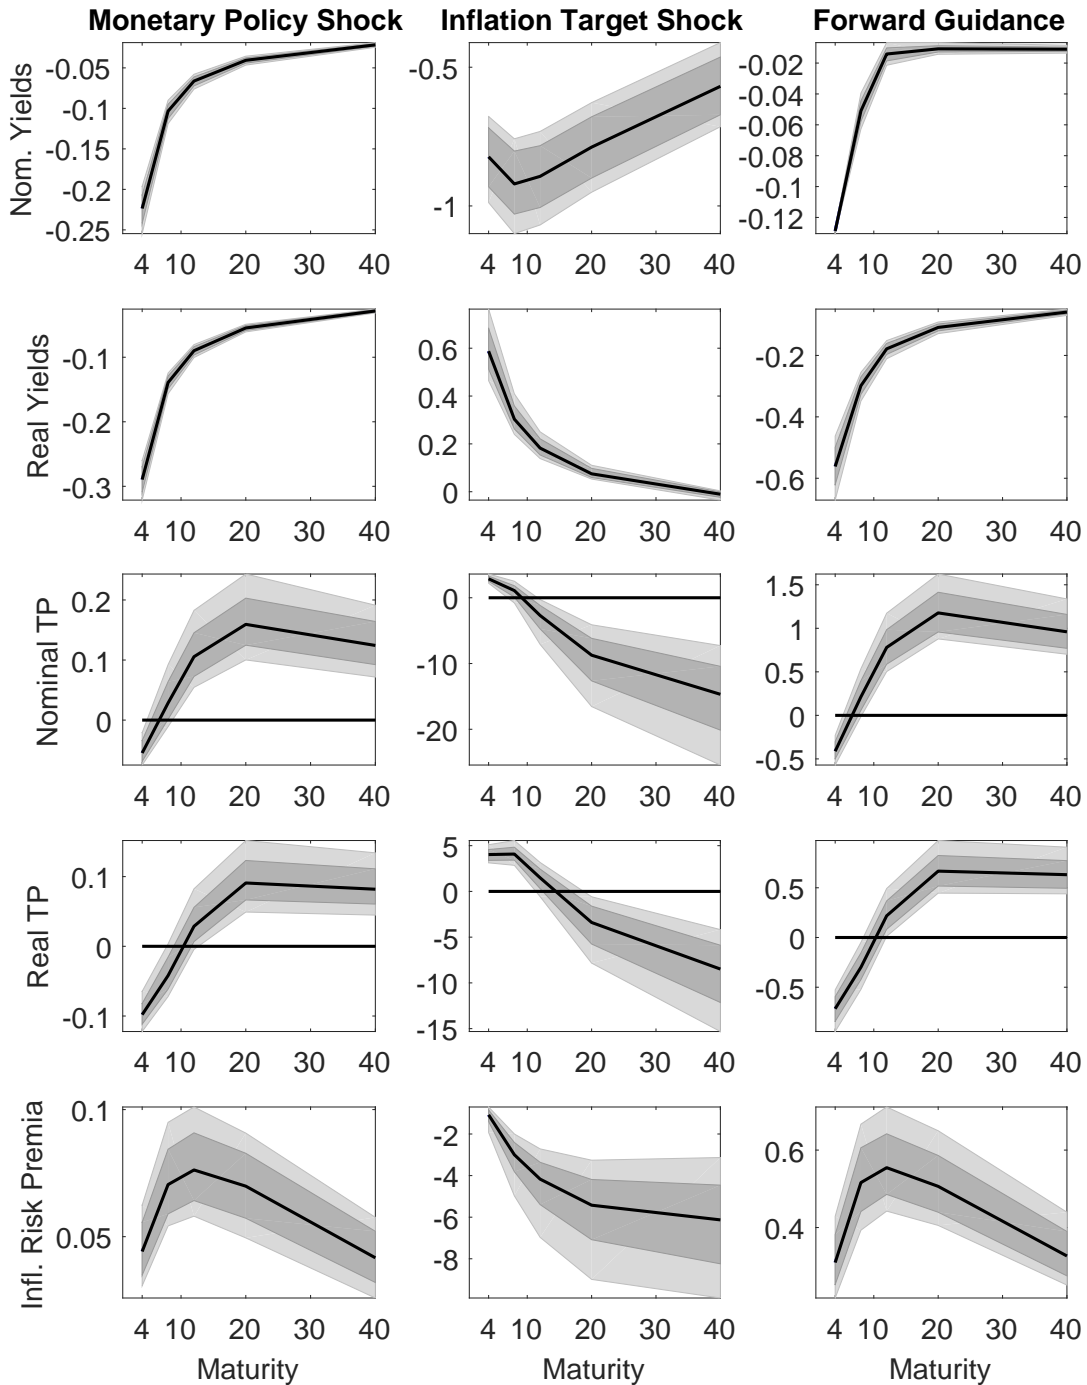 Monetary Policy Shock Inflation Target Shock Forward Guidance
Nom. Yields
-0.05
-0.1
-0.15
-0.2
-0.25
4 10 20 30 40
-0.5
-1
4 10 20 30 40
-0.02
-0.04
-0.06
-0.08
-0.1
-0.12
4 10 20 30 40
Real Yields
-0.1
-0.2
-0.3
4 10 20 30 40
0.6
0.4
0.2
0
4 10 20 30 40
-0.2
-0.4
-0.6
4 10 20 30 40
Nominal TP
0.2
0.1
0
4 10 20 30 40
0
-10
-20
4 10 20 30 40
1.5
1
0.5
0
-0.5
4 10 20 30 40
Real TP
0.1
0
-0.1
4 10 20 30 40
5
0
-5
-10
-15
4 10 20 30 40
0.5
0
-0.5
4 10 20 30 40
Infl. Risk Premia
0.1
0.05
4 10 20 30 40
Maturity
-2
-4
-6
-8
4 10 20 30 40
Maturity
0.6
0.4
4 10 20 30 40
Maturity